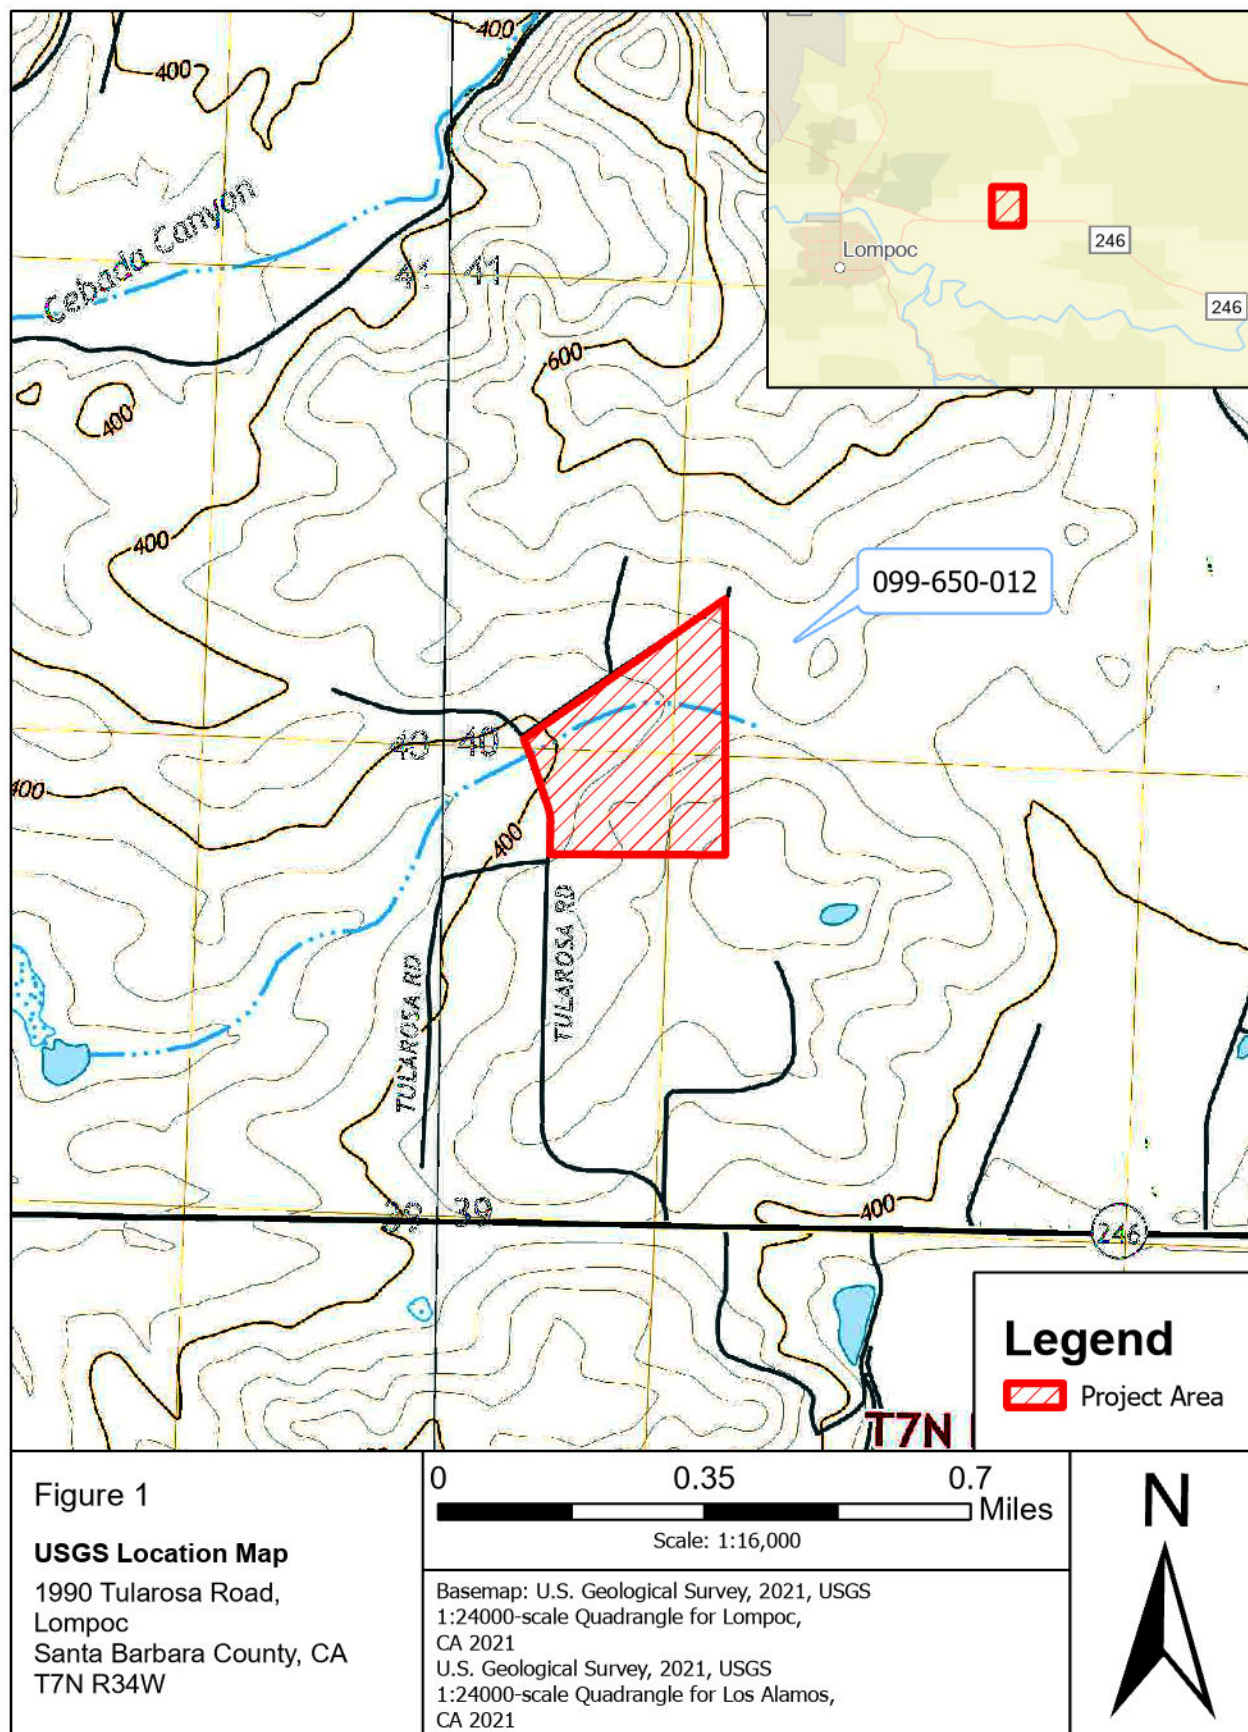 400
400
Cebada Canyon
41 41
Lompoc
246
246
600
400
400
099-650-012
40 40
400
400
TULAROSA RD
TULAROSA RD
39
400
246
T7N
Legend
Project Area
Figure 1
USGS Location Map
1990 Tularosa Road,
Lompoc
Santa Barbara County, CA
T7N R34W
0 0.35 0.7
Miles
Scale: 1:16,000
Basemap: U.S. Geological Survey, 2021, USGS
1:24000-scale Quadrangle for Lompoc,
CA 2021
U.S. Geological Survey, 2021, USGS
1:24000-scale Quadrangle for Los Alamos,
CA 2021
N